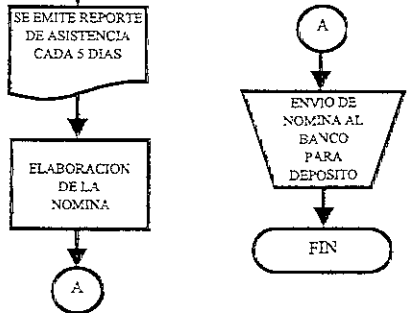 SE EMITE REPORTE
DE ASISTENCIA
CADA 5 DIAS
ELABORACION
DE LA
NOMINA
A
A
ENVIO DE
NOMINA AL
BANCO
PARA
DEPOSITO
FIN